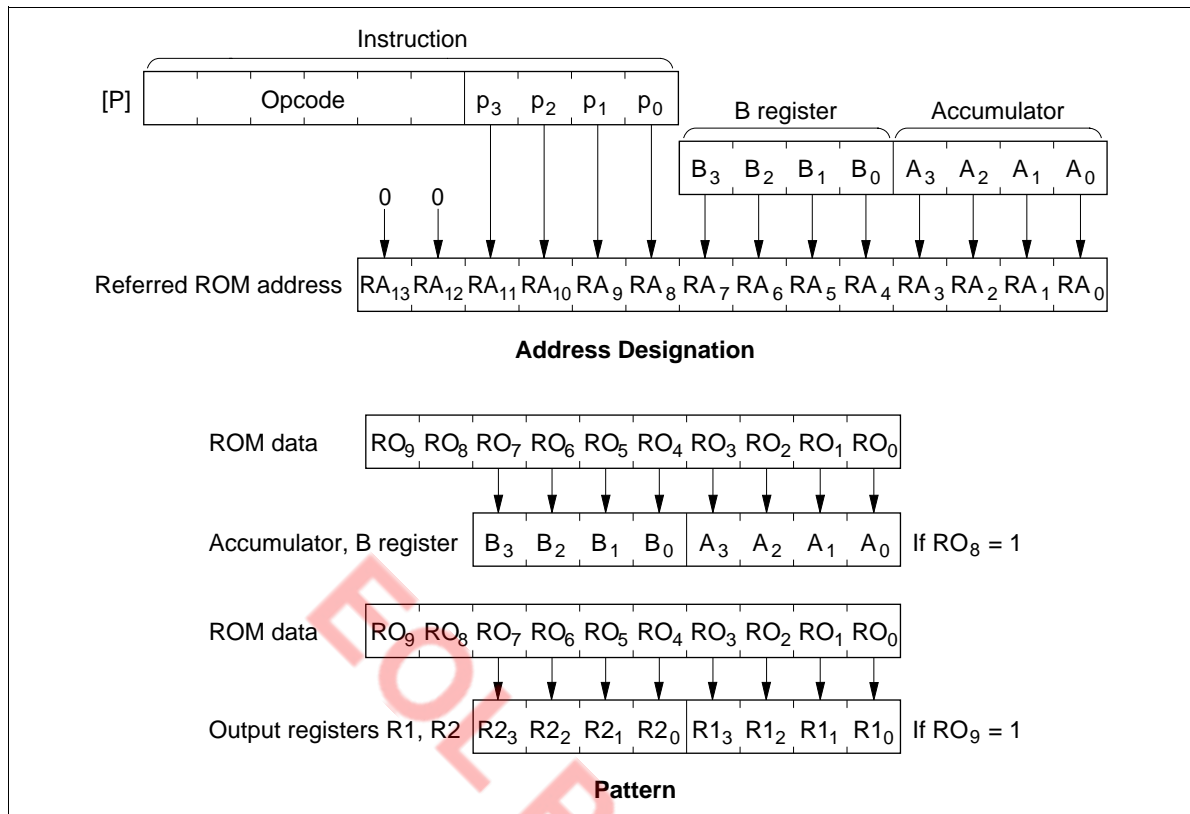 Instruction
[P] Opcode p3 p2 p1 p0
B register Accumulator
B3 B2 B1 B0 A3 A2 A1 A0
0 0
Referred ROM address RA13 RA12 RA11 RA10 RA9 RA8 RA7 RA6 RA5 RA4 RA3 RA2 RA1 RA0
Address Designation
ROM data RO9 RO8 RO7 RO6 RO5 RO4 RO3 RO2 RO1 RO0
Accumulator, B register B3 B2 B1 B0 A3 A2 A1 A0 If RO8 = 1
ROM data RO9 RO8 RO7 RO6 RO5 RO4 RO3 RO2 RO1 RO0
Output registers R1, R2 R23 R22 R21 R20 R13 R12 R11 R10 If RO9 = 1
Pattern
EOL